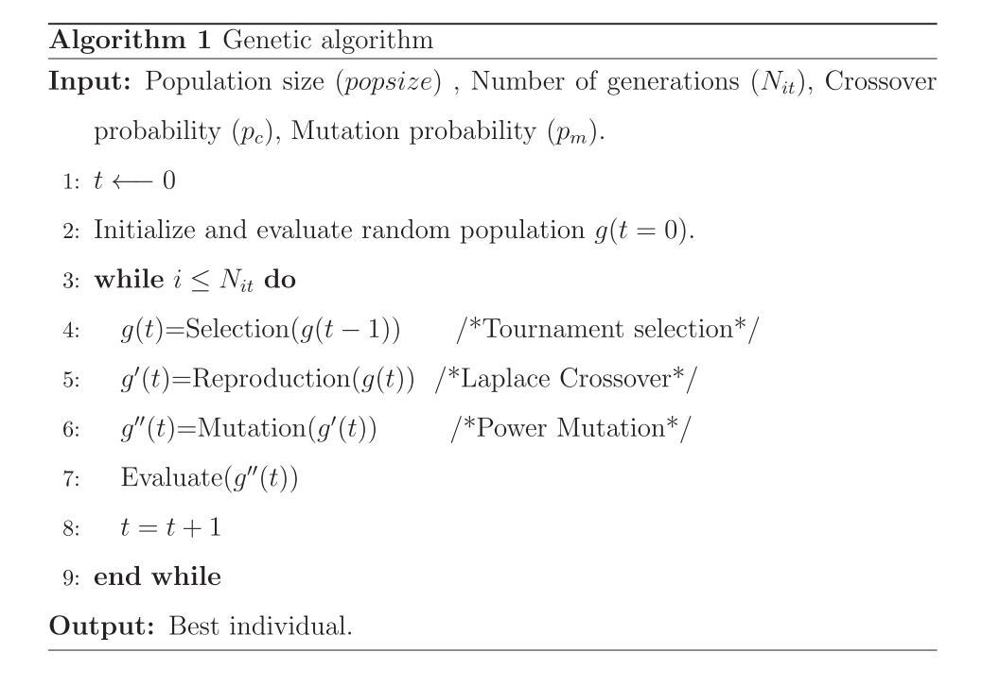 Algorithm 1 Genetic algorithm
Input: Population size (popsize) , Number of generations (N_{it}), Crossover
probability (p_c), Mutation probability (p_m).
1: t ⟵ 0
2: Initialize and evaluate random population g(t = 0).
3: while i ≤ N_{it} do
4: g(t)=Selection(g(t − 1)) /*Tournament selection*/
5: g′(t)=Reproduction(g(t)) /*Laplace Crossover*/
6: g″(t)=Mutation(g′(t)) /*Power Mutation*/
7: Evaluate(g″(t))
8: t = t + 1
9: end while
Output: Best individual.